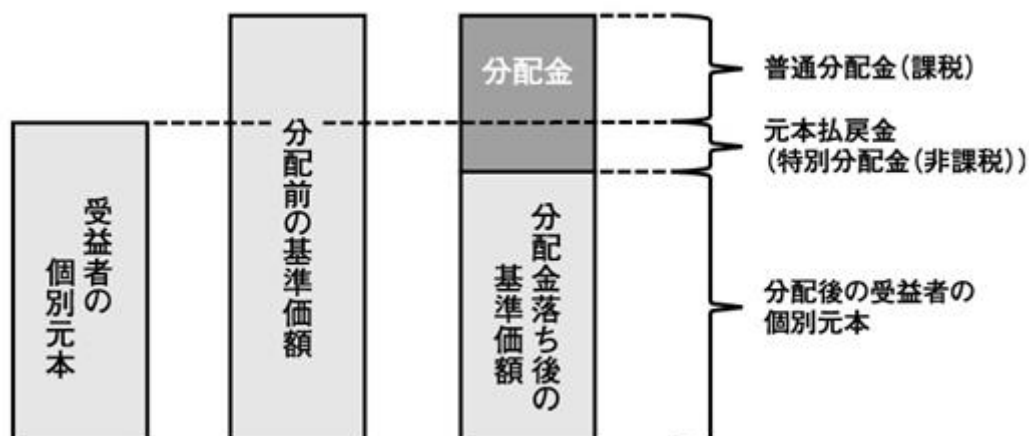 受益者の
個別元本
分配前の基準価額
分配金
分配金落ち後の
基準価額
普通分配金(課税)
元本払戻金
(特別分配金(非課税))
分配後の受益者の
個別元本